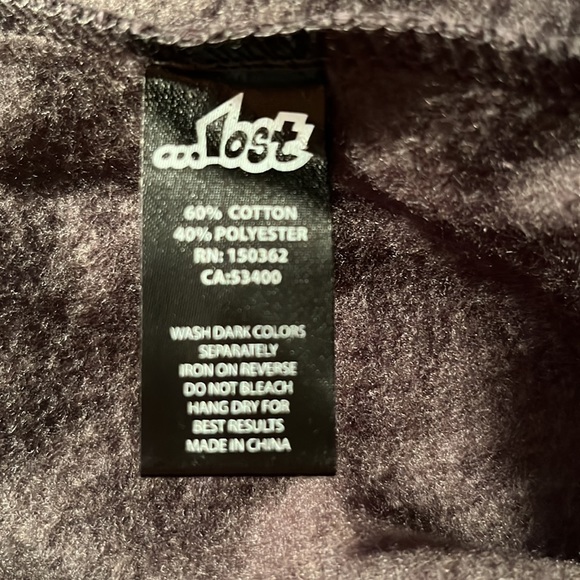 ...Lost
60% COTTON
40% POLYESTER
RN: 150362
CA:53400
WASH DARK COLORS
SEPARATELY
IRON ON REVERSE
DO NOT BLEACH
HANG DRY FOR
BEST RESULTS
MADE IN CHINA